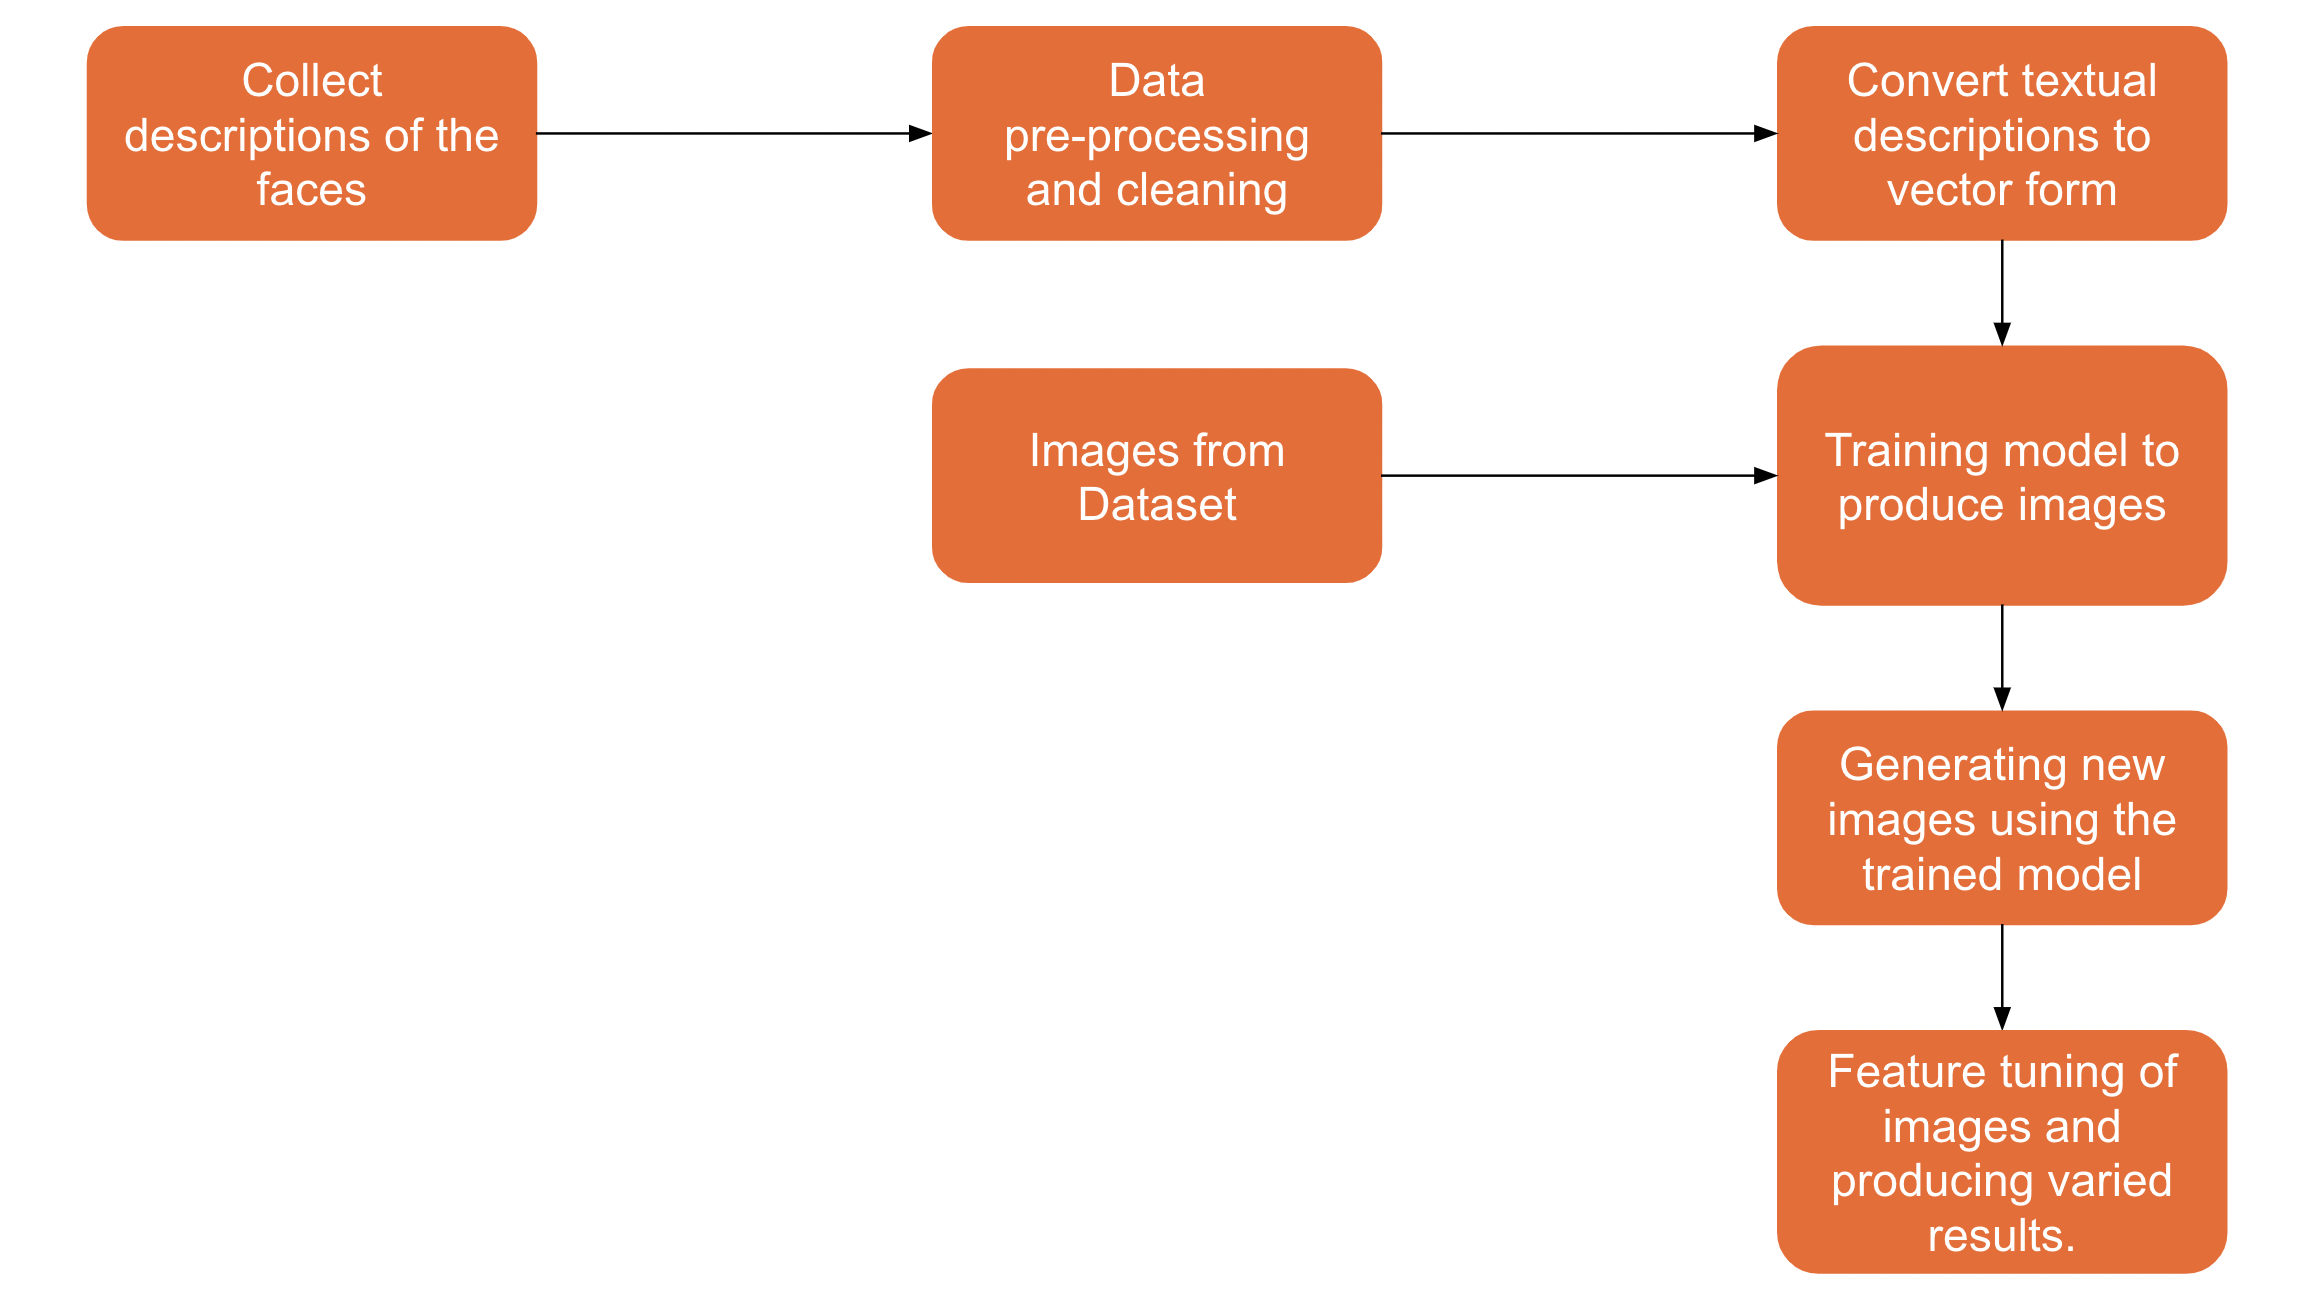 Collect
descriptions of the
faces
Data
pre-processing
and cleaning
Convert textual
descriptions to
vector form
Images from
Dataset
Training model to
produce images
Generating new
images using the
trained model
Feature tuning of
images and
producing varied
results.